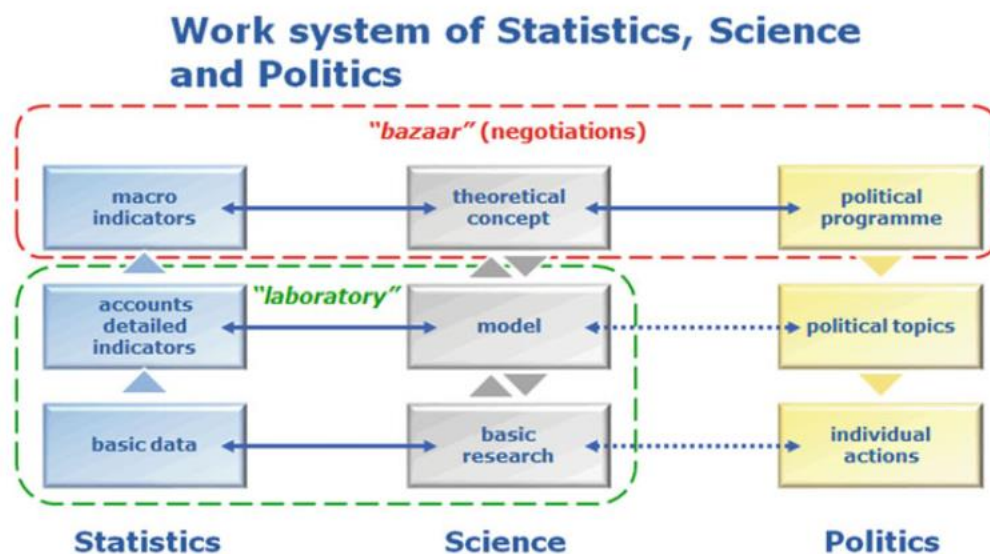 Work system of Statistics, Science
and Politics
“bazaar” (negotiations)
macro
indicators
theoretical
concept
political
programme
“laboratory”
accounts
detailed
indicators
model
political topics
basic data
basic
research
individual
actions
Statistics
Science
Politics